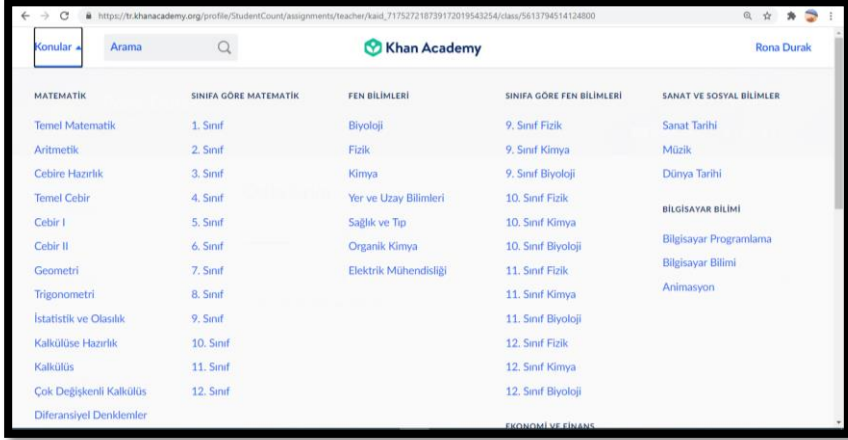 https://tr.khanacademy.org/profile/StudentCount/assignments/teacher/kaid_717527218739172019543254/class/5613794514124800
Konular
Arama
Khan Academy
Rona Durak
MATEMATİK
Temel Matematik
Aritmetik
Cebire Hazırlık
Temel Cebir
Cebir I
Cebir II
Geometri
Trigonometri
İstatistik ve Olasılık
Kalkülüse Hazırlık
Kalkülüs
Çok Değişkenli Kalkülüs
Diferansiyel Denklemler
SINIFA GÖRE MATEMATİK
1. Sınıf
2. Sınıf
3. Sınıf
4. Sınıf
5. Sınıf
6. Sınıf
7. Sınıf
8. Sınıf
9. Sınıf
10. Sınıf
11. Sınıf
12. Sınıf
FEN BİLİMLERİ
Biyoloji
Fizik
Kimya
Yer ve Uzay Bilimleri
Sağlık ve Tıp
Organik Kimya
Elektrik Mühendisliği
SINIFA GÖRE FEN BİLİMLERİ
9. Sınıf Fizik
9. Sınıf Kimya
9. Sınıf Biyoloji
10. Sınıf Fizik
10. Sınıf Kimya
10. Sınıf Biyoloji
11. Sınıf Fizik
11. Sınıf Kimya
11. Sınıf Biyoloji
12. Sınıf Fizik
12. Sınıf Kimya
12. Sınıf Biyoloji
EKONOMİ VE FİNANS
SANAT VE SOSYAL BİLİMLER
Sanat Tarihi
Müzik
Dünya Tarihi
BİLGİSAYAR BİLİMİ
Bilgisayar Programlama
Bilgisayar Bilimi
Animasyon